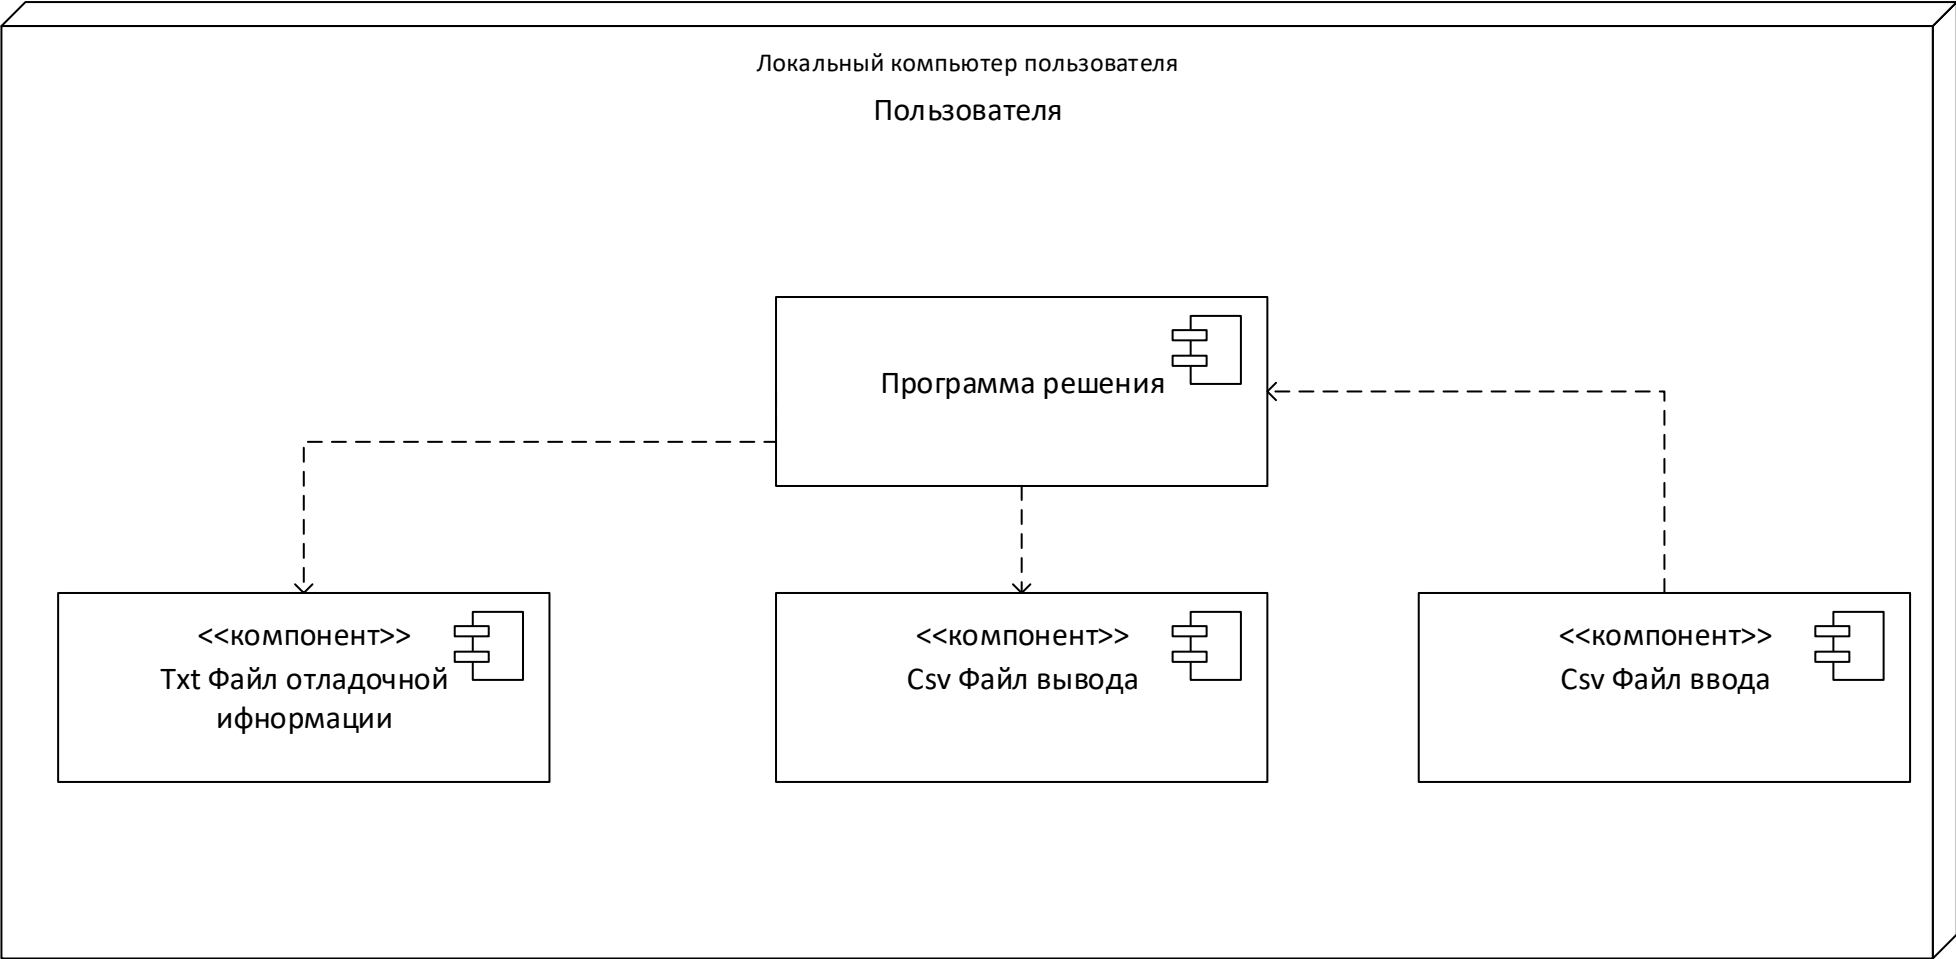 Локальный компьютер пользователя
Пользователя
Программа решения
<<компонент>>
Txt Файл отладочной
ифнормации
<<компонент>>
Csv Файл вывода
<<компонент>>
Csv Файл ввода